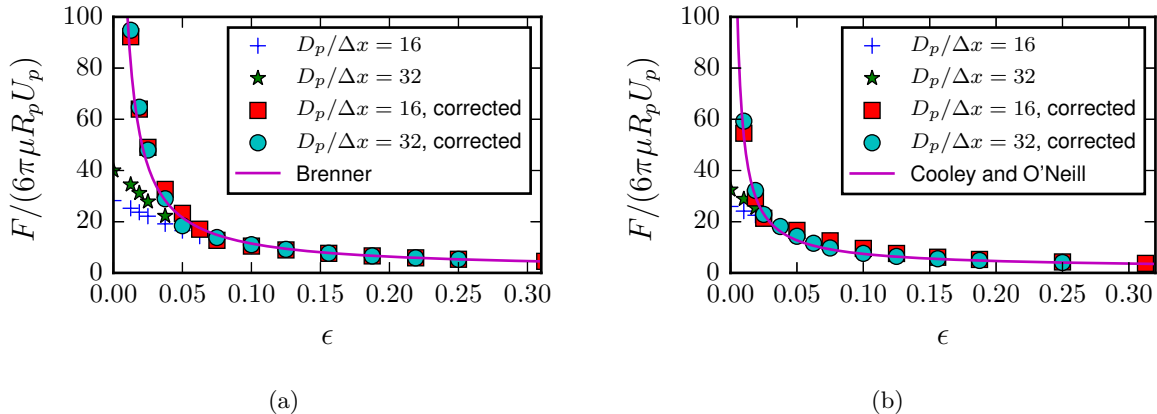 100
80
60
40
20
0
0.00 0.05 0.10 0.15 0.20 0.25 0.30
F/(6πμR_pU_p)
ϵ
D_p/Δx = 16
D_p/Δx = 32
D_p/Δx = 16, corrected
D_p/Δx = 32, corrected
Brenner
(a)
100
80
60
40
20
0
0.00 0.05 0.10 0.15 0.20 0.25 0.30
F/(6πμR_pU_p)
ϵ
D_p/Δx = 16
D_p/Δx = 32
D_p/Δx = 16, corrected
D_p/Δx = 32, corrected
Cooley and O'Neill
(b)